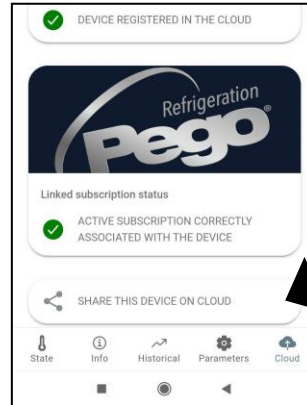 DEVICE REGISTERED IN THE CLOUD
Refrigeration
Pego®
Linked subscription status
ACTIVE SUBSCRIPTION CORRECTLY
ASSOCIATED WITH THE DEVICE
SHARE THIS DEVICE ON CLOUD
State Info Historical Parameters Cloud